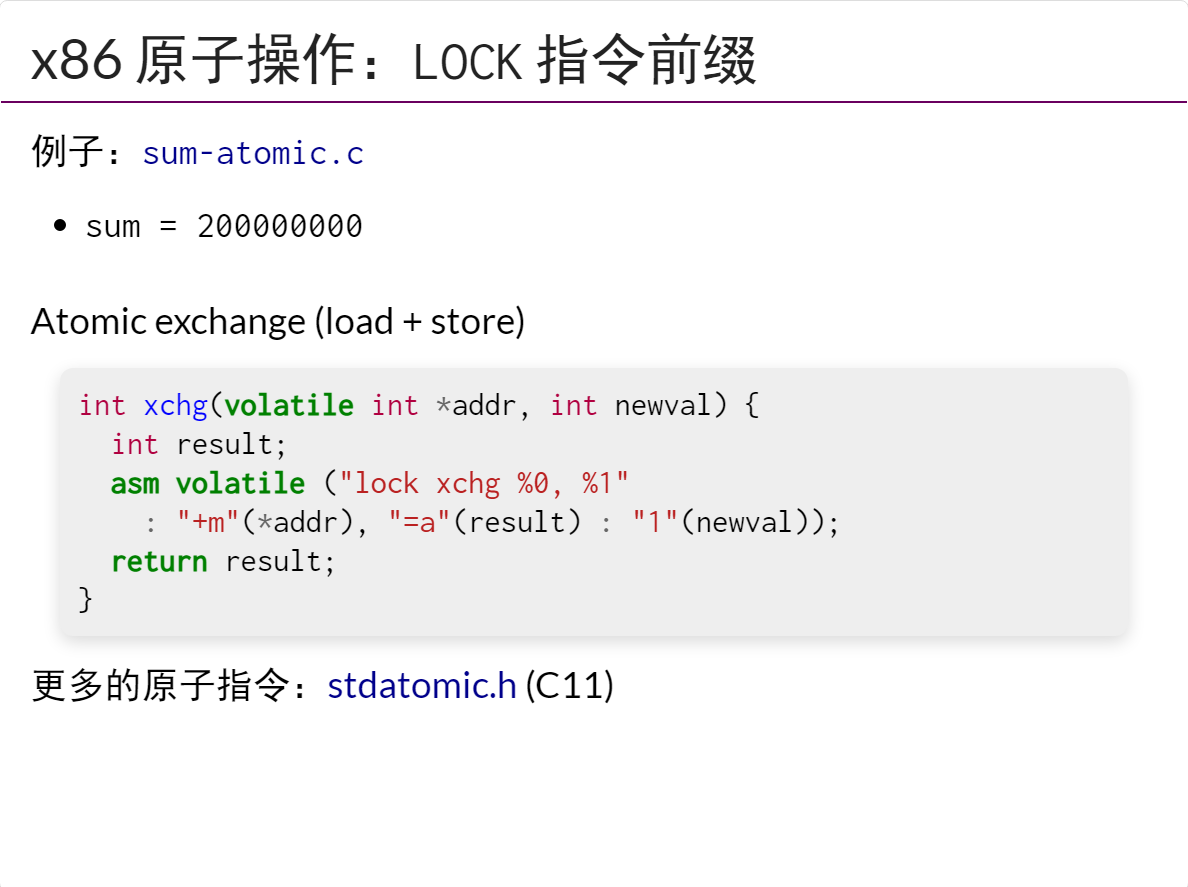 x86 原子操作：LOCK 指令前缀
例子：sum-atomic.c
• sum = 200000000
Atomic exchange (load + store)
int xchg(volatile int *addr, int newval) {
  int result;
  asm volatile ("lock xchg %0, %1"
    : "+m"(*addr), "=a"(result) : "1"(newval));
  return result;
}
更多的原子指令：stdatomic.h (C11)